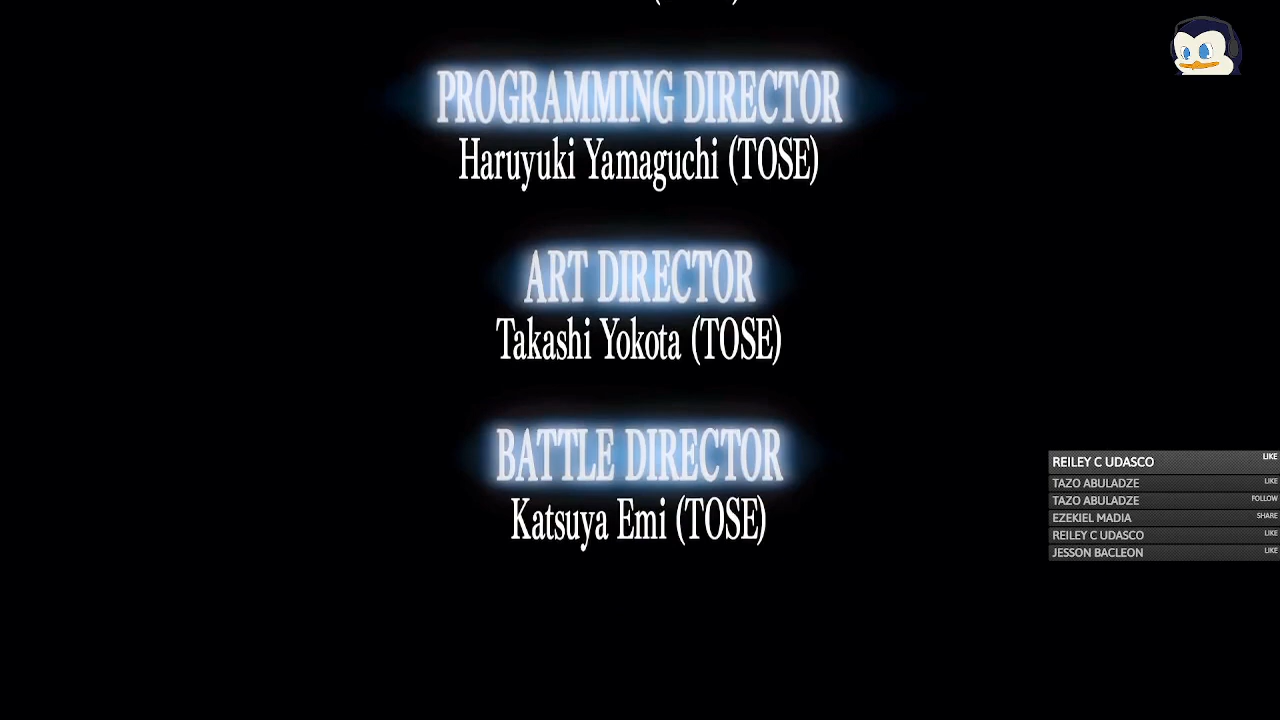 PROGRAMMING DIRECTOR
Haruyuki Yamaguchi (TOSE)
ART DIRECTOR
Takashi Yokota (TOSE)
BATTLE DIRECTOR
Katsuya Emi (TOSE)
REILEY C UDASCO LIKE
TAZO ABULADZE LIKE
TAZO ABULADZE FOLLOW
EZEKIEL MADIA SHARE
REILEY C UDASCO LIKE
JESSON BACLEON LIKE